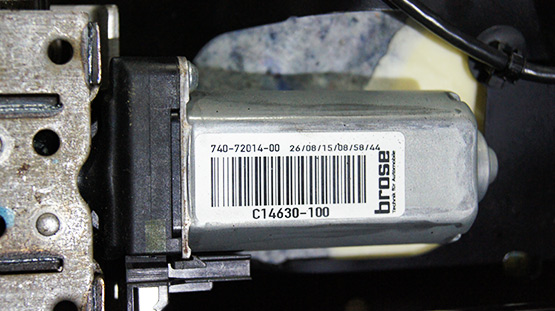 740-72014-00 26/08/15/08/58/44
C14630-100
brose
Technik für Automobile